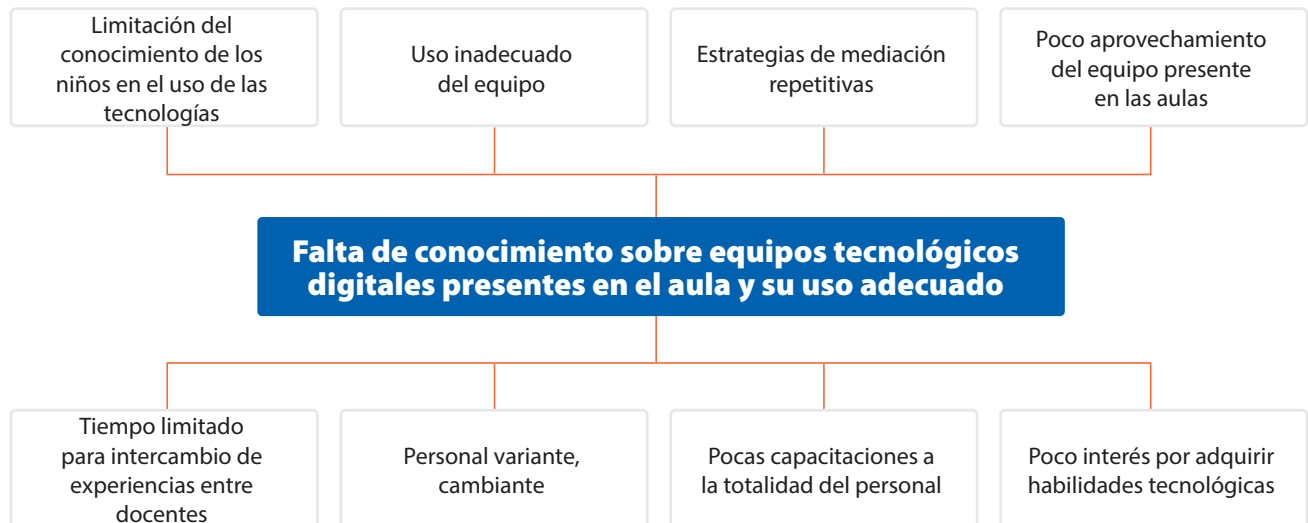 Limitación del
conocimiento de los
niños en el uso de las
tecnologías
Uso inadecuado
del equipo
Estrategias de mediación
repetitivas
Poco aprovechamiento
del equipo presente
en las aulas
Falta de conocimiento sobre equipos tecnológicos
digitales presentes en el aula y su uso adecuado
Tiempo limitado
para intercambio de
experiencias entre
docentes
Personal variante,
cambiante
Pocas capacitaciones a
la totalidad del personal
Poco interés por adquirir
habilidades tecnológicas